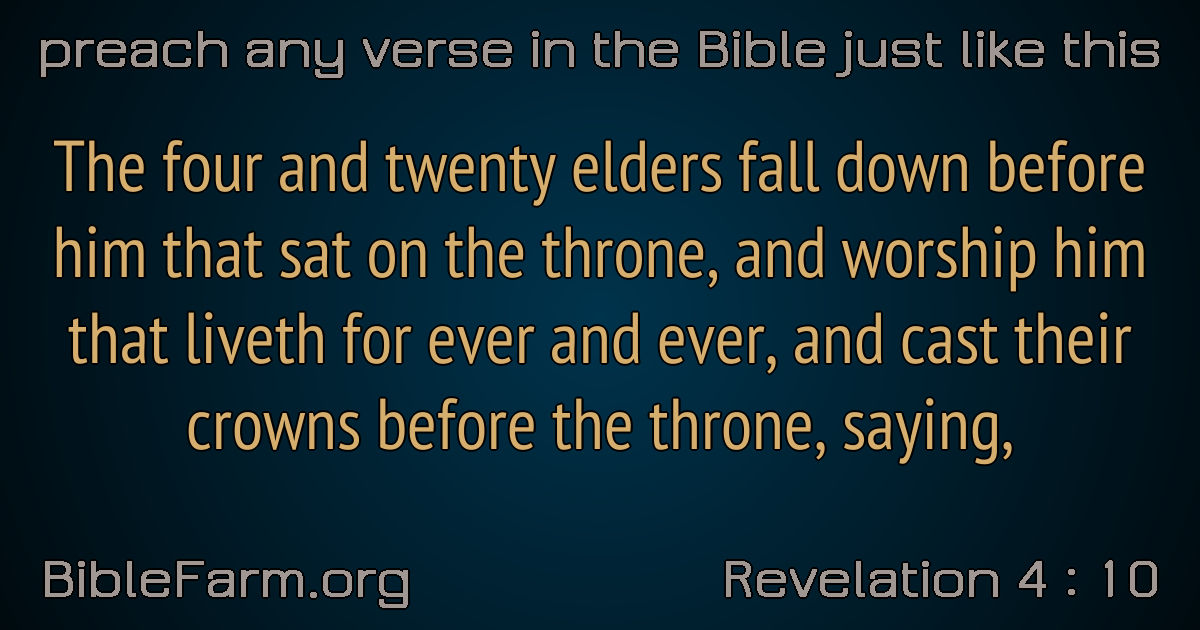 preach any verse in the Bible just like this
The four and twenty elders fall down before
him that sat on the throne, and worship him
that liveth for ever and ever, and cast their
crowns before the throne, saying,
BibleFarm.org
Revelation 4 : 10